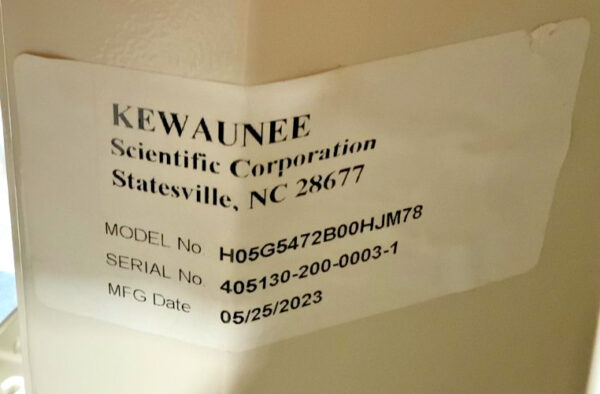 KEWAUNEE
Scientific Corporation
Statesville, NC 28677
MODEL No. H05G5472B00HJM78
SERIAL No. 405130-200-0003-1
MFG Date 05/25/2023